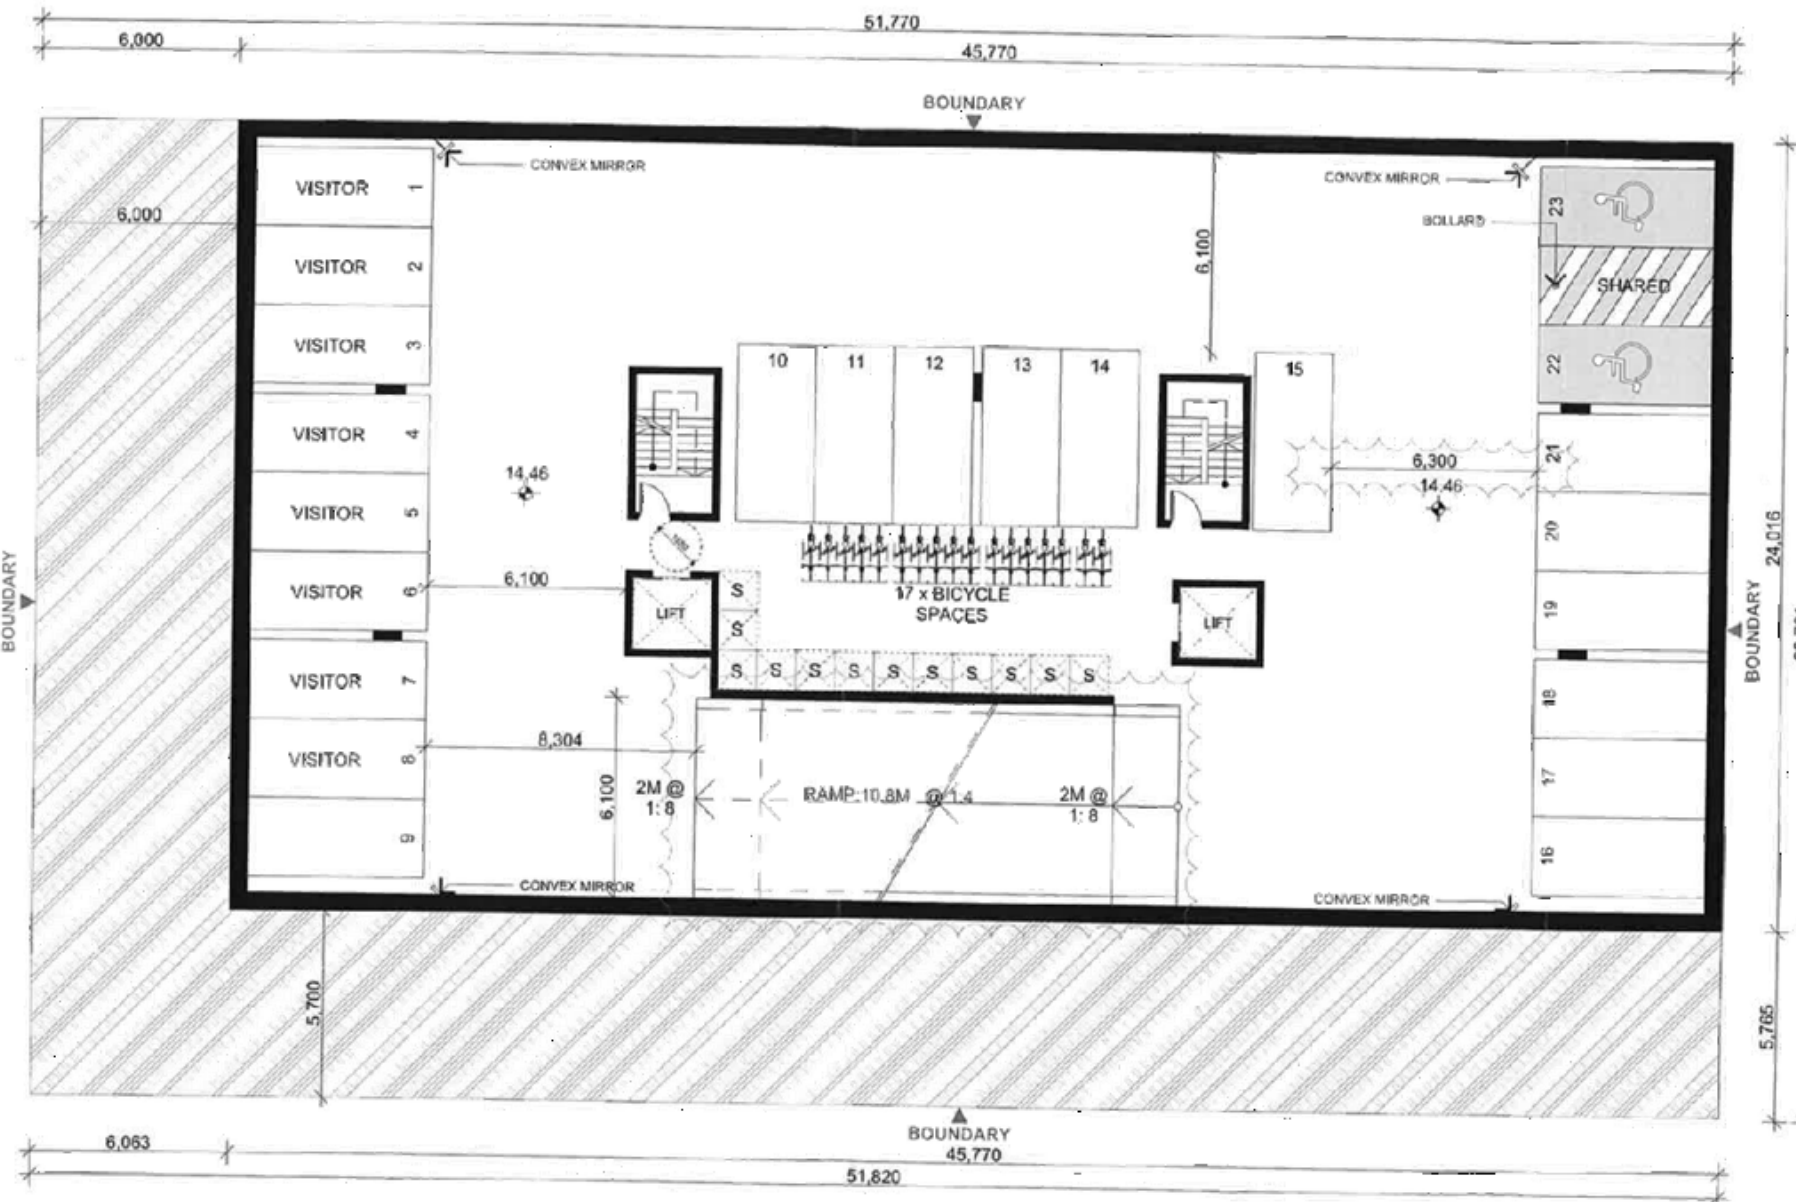 51,770
6,000
45,770
BOUNDARY
CONVEX MIRROR
CONVEX MIRROR
VISITOR 1
6,000
23
BOLLARD
6,100
VISITOR 2
SHARED
VISITOR 3
10
11
12
13
14
15
22
VISITOR 4
21
6,300
14.46
14.46
VISITOR 5
20
24,016
BOUNDARY
6,100
VISITOR 6
LIFT
S
17 x BICYCLE
SPACES
S
LIFT
19
BOUNDARY
S S S S S S S S S S
VISITOR 7
18
8,304
VISITOR 8
6,100
2M @
1: 8
RAMP:10.8M @ 1:4
2M @
1: 8
17
9
16
CONVEX MIRROR
CONVEX MIRROR
5,700
5,765
BOUNDARY
6,063
45,770
51,820